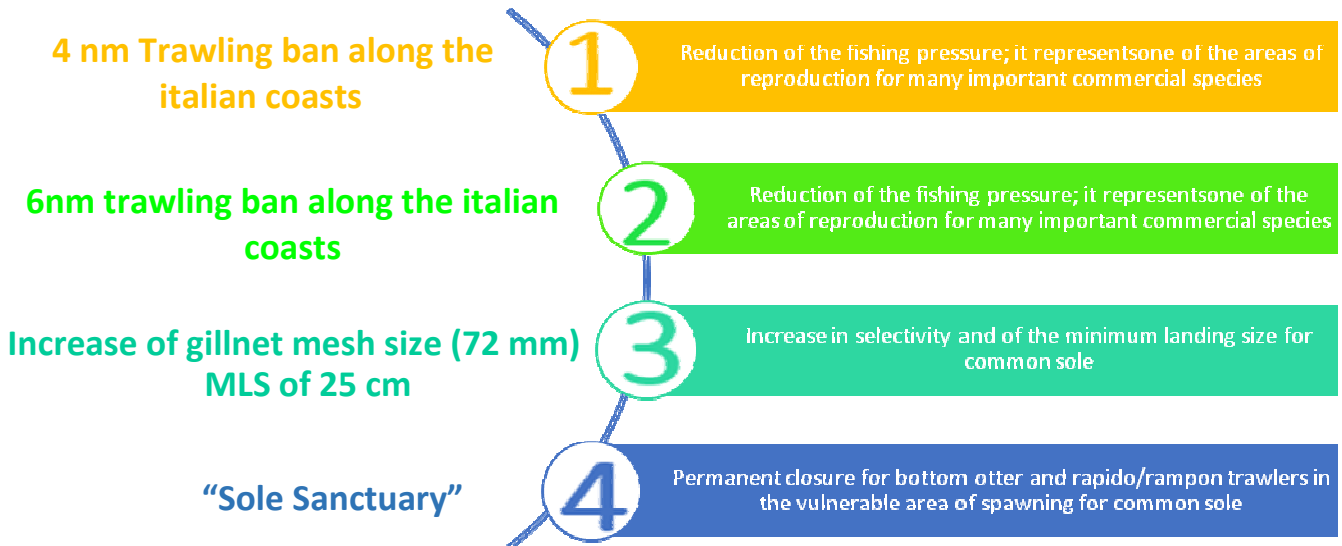 4 nm Trawling ban along the
italian coasts
1
Reduction of the fishing pressure; it representsone of the areas of
reproduction for many important commercial species
6nm trawling ban along the italian
coasts
2
Reduction of the fishing pressure; it representsone of the
areas of reproduction for many important commercial species
Increase of gillnet mesh size (72 mm)
MLS of 25 cm
3
Increase in selectivity and of the minimum landing size for
common sole
“Sole Sanctuary”
4
Permanent closure for bottom otter and rapido/rampon trawlers in
the vulnerable area of spawning for common sole